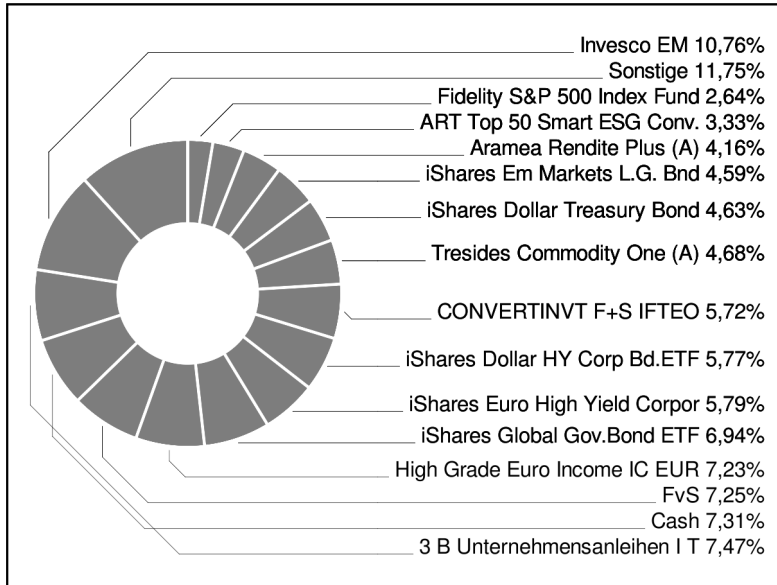 Invesco EM 10,76%
Sonstige 11,75%
Fidelity S&P 500 Index Fund 2,64%
ART Top 50 Smart ESG Conv. 3,33%
Aramea Rendite Plus (A) 4,16%
iShares Em Markets L.G. Bnd 4,59%
iShares Dollar Treasury Bond 4,63%
Tresides Commodity One (A) 4,68%
CONVERTINVT F+S IFTEO 5,72%
iShares Dollar HY Corp Bd.ETF 5,77%
iShares Euro High Yield Corpor 5,79%
iShares Global Gov.Bond ETF 6,94%
High Grade Euro Income IC EUR 7,23%
FvS 7,25%
Cash 7,31%
3 B Unternehmensanleihen I T 7,47%